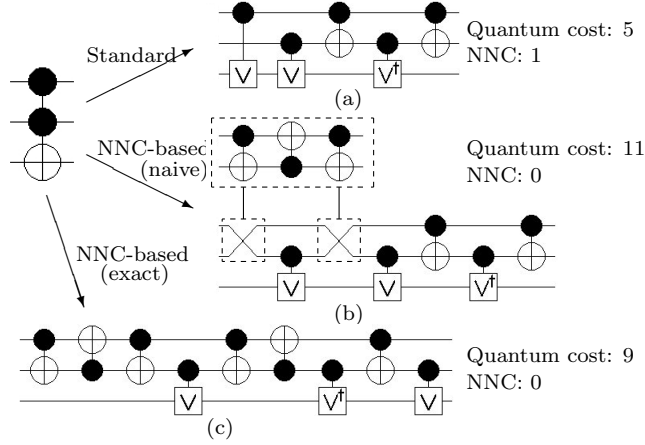 Standard
V V V†
(a)
Quantum cost: 5
NNC: 1
NNC-based
(naive)
Quantum cost: 11
NNC: 0
V V V†
(b)
NNC-based
(exact)
Quantum cost: 9
NNC: 0
V V† V
(c)